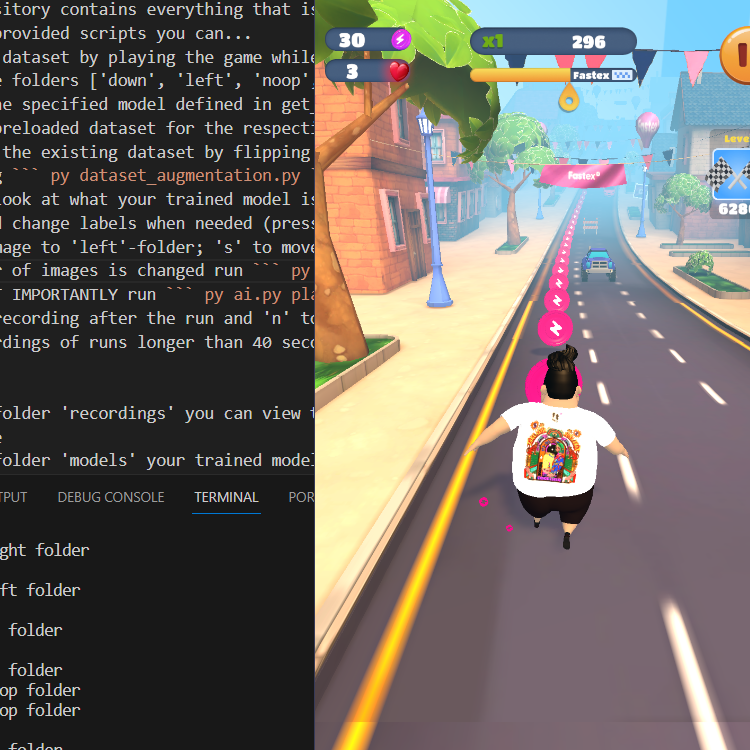 sitory contains everything that is
provided scripts you can...
dataset by playing the game while
e folders ['down', 'left', 'noop',
he specified model defined in get_
preloaded dataset for the respecti
the existing dataset by flipping
g ``` py dataset_augmentation.py
look at what your trained model is
d change labels when needed (press
mage to 'left'-folder; 's' to move
r of images is changed run ``` py
T IMPORTANTLY run ``` py ai.py pla
recording after the run and 'n' to
rdings of runs longer than 40 seco
folder 'recordings' you can view t
e
folder 'models' your trained model
TPUT DEBUG CONSOLE TERMINAL POR
ght folder
ft folder
folder
folder
op folder
op folder
folder
30
x1 296
3
Fastex
Leve
628
Fastex